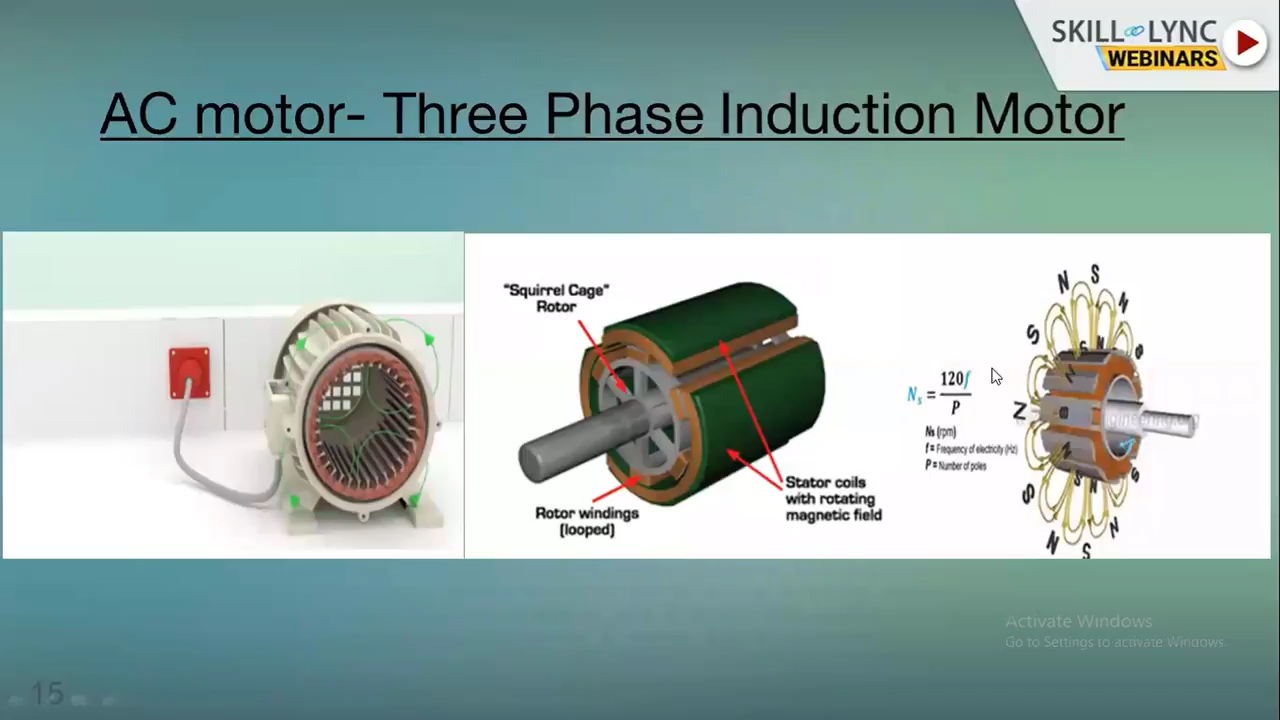 SKILL LYNC
WEBINARS
AC motor- Three Phase Induction Motor
"Squirrel Cage"
Rotor
Rotor windings
(looped)
Stator coils
with rotating
magnetic field
Ns = 120f
P
Ns (rpm)
f = Frequency of electricity (Hz)
P = Number of poles
N S N
S
N
S
N S N
Activate Windows
Go to Settings to activate Windows.
15